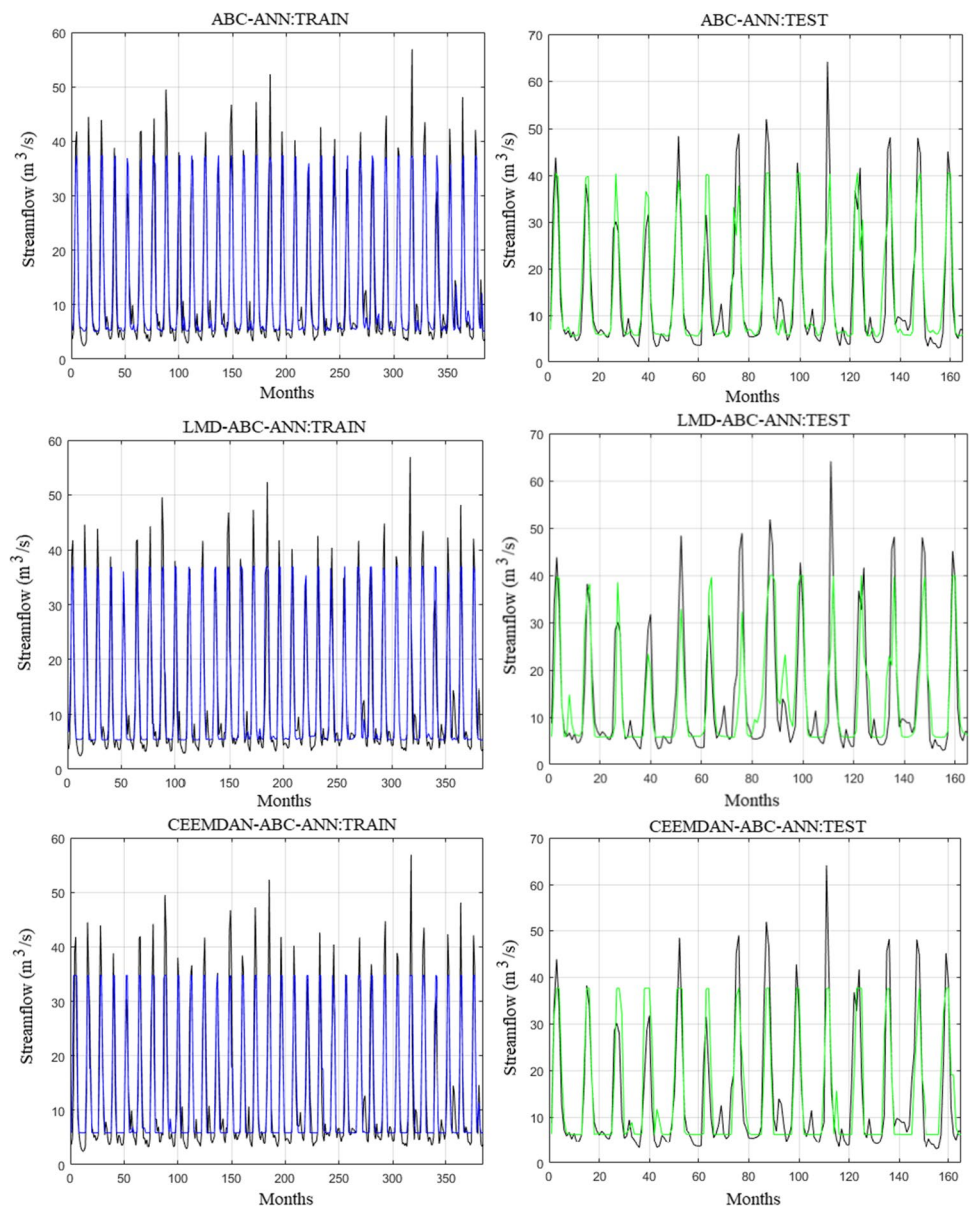 ABC-ANN:TRAIN
60
50
40
30
20
10
0
Streamflow (m³/s)
0 50 100 150 200 250 300 350
Months
ABC-ANN:TEST
70
60
50
40
30
20
10
0
Streamflow (m³/s)
0 20 40 60 80 100 120 140 160
Months
LMD-ABC-ANN:TRAIN
60
50
40
30
20
10
0
Streamflow (m³/s)
0 50 100 150 200 250 300 350
Months
LMD-ABC-ANN:TEST
70
60
50
40
30
20
10
0
Streamflow (m³/s)
0 20 40 60 80 100 120 140 160
Months
CEEMDAN-ABC-ANN:TRAIN
60
50
40
30
20
10
0
Streamflow (m³/s)
0 50 100 150 200 250 300 350
Months
CEEMDAN-ABC-ANN:TEST
70
60
50
40
30
20
10
0
Streamflow (m³/s)
0 20 40 60 80 100 120 140 160
Months